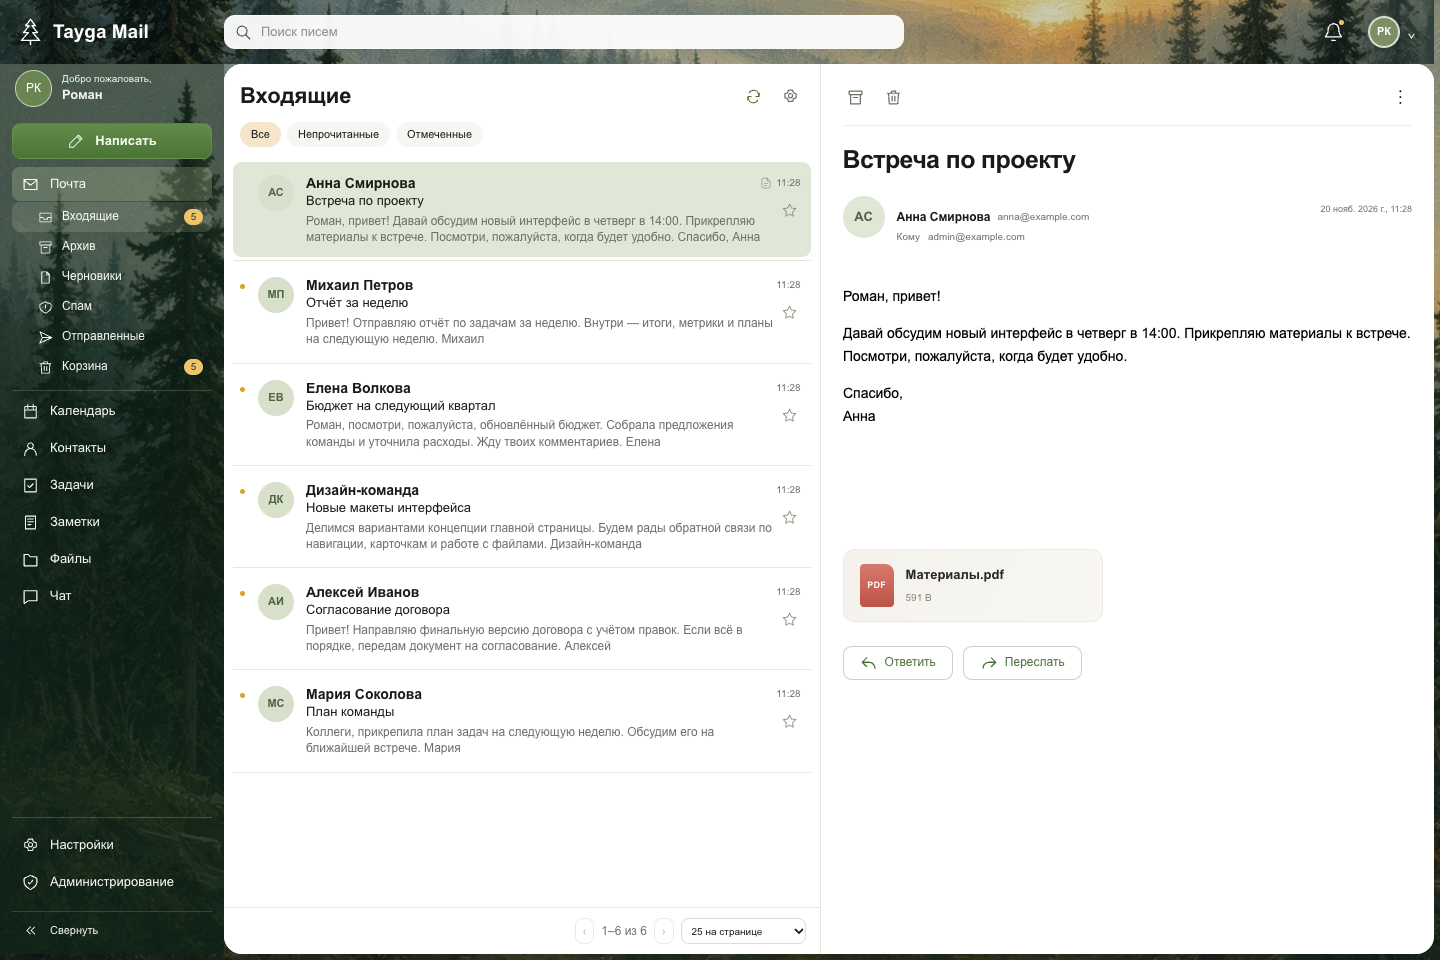 Tayga Mail
Поиск писем
РК
Добро пожаловать,
РК
Роман
Написать
Почта
Входящие 5
Архив
Черновики
Спам
Отправленные
Корзина 5
Календарь
Контакты
Задачи
Заметки
Файлы
Чат
Настройки
Администрирование
Свернуть
Входящие
Все Непрочитанные Отмеченные
АС
Анна Смирнова 11:28
Встреча по проекту
Роман, привет! Давай обсудим новый интерфейс в четверг в 14:00. Прикрепляю
материалы к встрече. Посмотри, пожалуйста, когда будет удобно. Спасибо, Анна
МП
Михаил Петров 11:28
Отчёт за неделю
Привет! Отправляю отчёт по задачам за неделю. Внутри — итоги, метрики и планы
на следующую неделю. Михаил
ЕВ
Елена Волкова 11:28
Бюджет на следующий квартал
Роман, посмотри, пожалуйста, обновлённый бюджет. Собрала предложения
команды и уточнила расходы. Жду твоих комментариев. Елена
ДК
Дизайн-команда 11:28
Новые макеты интерфейса
Делимся вариантами концепции главной страницы. Будем рады обратной связи по
навигации, карточкам и работе с файлами. Дизайн-команда
АИ
Алексей Иванов 11:28
Согласование договора
Привет! Направляю финальную версию договора с учётом правок. Если всё в
порядке, передам документ на согласование. Алексей
МС
Мария Соколова 11:28
План команды
Коллеги, прикрепила план задач на следующую неделю. Обсудим его на
ближайшей встрече. Мария
‹ 1–6 из 6 › 25 на странице
Встреча по проекту
АС
Анна Смирнова anna@example.com 20 нояб. 2026 г., 11:28
Кому admin@example.com
Роман, привет!
Давай обсудим новый интерфейс в четверг в 14:00. Прикрепляю материалы к встрече.
Посмотри, пожалуйста, когда будет удобно.
Спасибо,
Анна
PDF
Материалы.pdf
591 B
Ответить Переслать